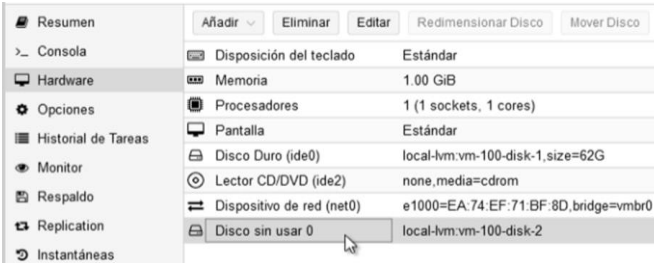 Resumen
Consola
Hardware
Opciones
Historial de Tareas
Monitor
Respaldo
Replication
Instantáneas
Añadir Eliminar Editar Redimensionar Disco Mover Disco
Disposición del teclado Estándar
Memoria 1.00 GiB
Procesadores 1 (1 sockets, 1 cores)
Pantalla Estándar
Disco Duro (ide0) local-lvm:vm-100-disk-1,size=62G
Lector CD/DVD (ide2) none,media=cdrom
Dispositivo de red (net0) e1000=EA:74:EF:71:BF:8D,bridge=vmbr0
Disco sin usar 0 local-lvm:vm-100-disk-2